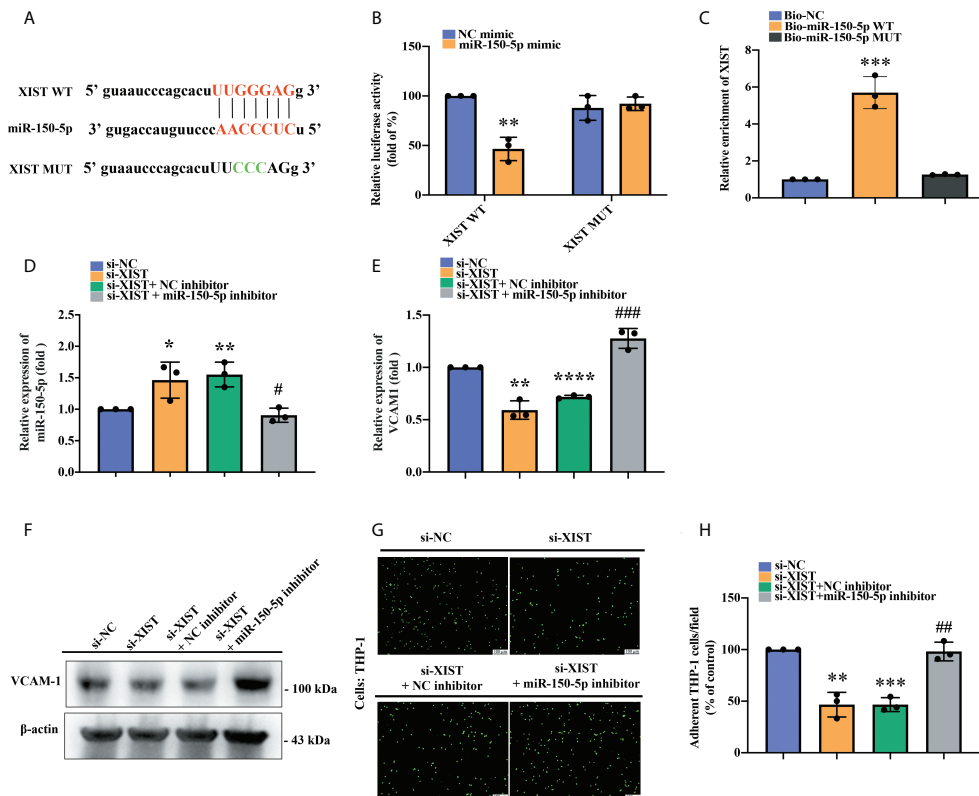 A
XIST WT 5’ guaaucccagcacuUUGGGAGg 3’
miR-150-5p 3’ gugaccauguucccAACCCUCu 5’
XIST MUT 5’ guaaucccagcacuUUCCCAGg 3’
B
NC mimic
miR-150-5p mimic
Relative luciferase activity
(fold of %)
100
50
0
**
XIST WT
XIST MUT
C
Bio-NC
Bio-miR-150-5p WT
Bio-miR-150-5p MUT
Relative enrichment of XIST
8
6
4
2
0
***
D
si-NC
si-XIST
si-XIST+ NC inhibitor
si-XIST + miR-150-5p inhibitor
Relative expression of
miR-150-5p (fold )
2.0
1.5
1.0
0.5
0.0
*
**
#
E
si-NC
si-XIST
si-XIST+ NC inhibitor
si-XIST + miR-150-5p inhibitor
Relative expression of
VCAM1 (fold )
1.5
1.0
0.5
0.0
**
****
###
F
si-NC
si-XIST
si-XIST
+ NC inhibitor
si-XIST
+ miR-150-5p inhibitor
VCAM-1
- 100 kDa
β-actin
- 43 kDa
G
Cells: THP-1
si-NC
si-XIST
si-XIST
+ NC inhibitor
si-XIST
+ miR-150-5p inhibitor
H
si-NC
si-XIST
si-XIST+NC inhibitor
si-XIST+miR-150-5p inhibitor
Adherent THP-1 cells/field
(% of control)
150
100
50
0
**
***
##